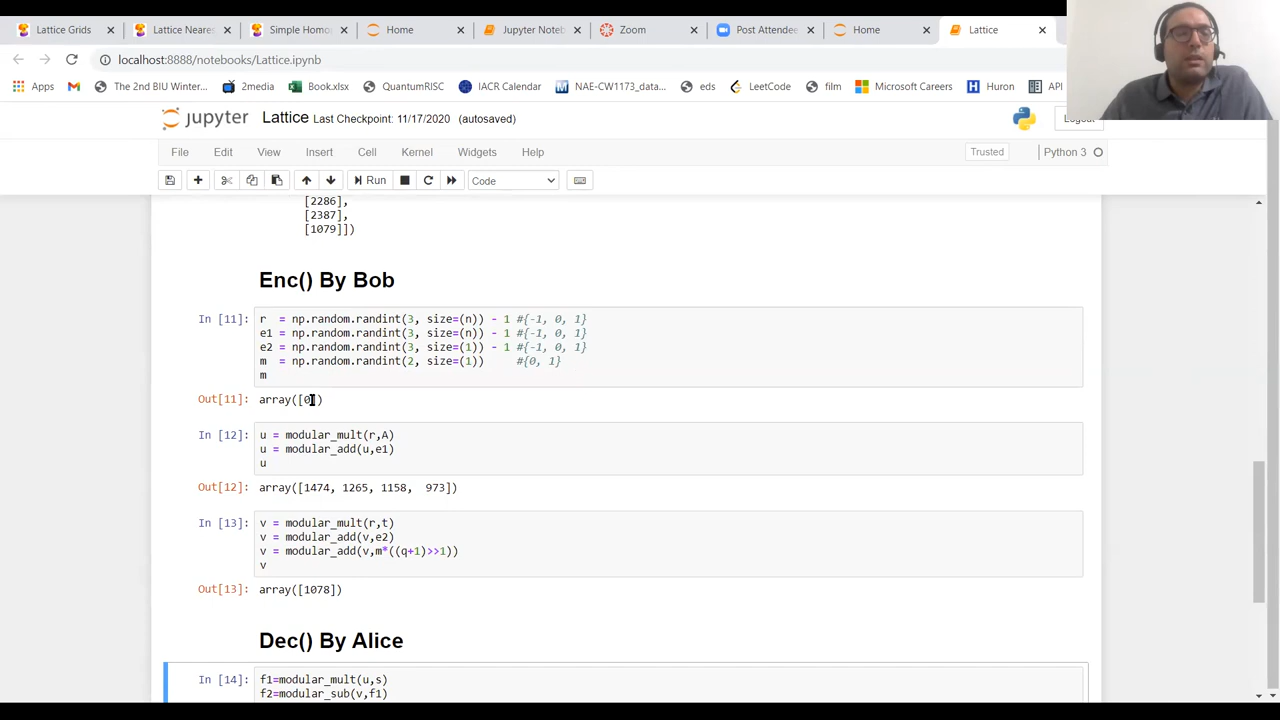 Lattice Grids
Lattice Neares
Simple Homo
Home
Jupyter Noteb
Zoom
Post Attendee
Home
Lattice
localhost:8888/notebooks/Lattice.ipynb
Apps
The 2nd B! Winter...
2media
Book.xlsx
QuantumRISC
IACR Calendar
NAE-CW1173_data...
eds
LeetCode
film
Microsoft Careers
Huron
API
jupyter Lattice Last Checkpoint: 11/17/2020 (autosaved)
Logout
File Edit View Insert Cell Kernel Widgets Help
Trusted
Python 3
Run
Code
[2286],
[2387],
[1079]])
Enc() By Bob
In [11]: r = np.random.randint(3, size=(n)) - 1 #{-1, 0, 1}
e1 = np.random.randint(3, size=(n)) - 1 #{-1, 0, 1}
e2 = np.random.randint(3, size=(1)) - 1 #{-1, 0, 1}
m = np.random.randint(2, size=(1)) #{0, 1}
m
Out[11]: array([0])
In [12]: u = modular_mult(r,A)
u = modular_add(u,e1)
u
Out[12]: array([1474, 1265, 1158, 973])
In [13]: v = modular_mult(r,t)
v = modular_add(v,e2)
v = modular_add(v,m*((q+1)>>1))
v
Out[13]: array([1078])
Dec() By Alice
In [14]: f1=modular_mult(u,s)
f2=modular_sub(v,f1)